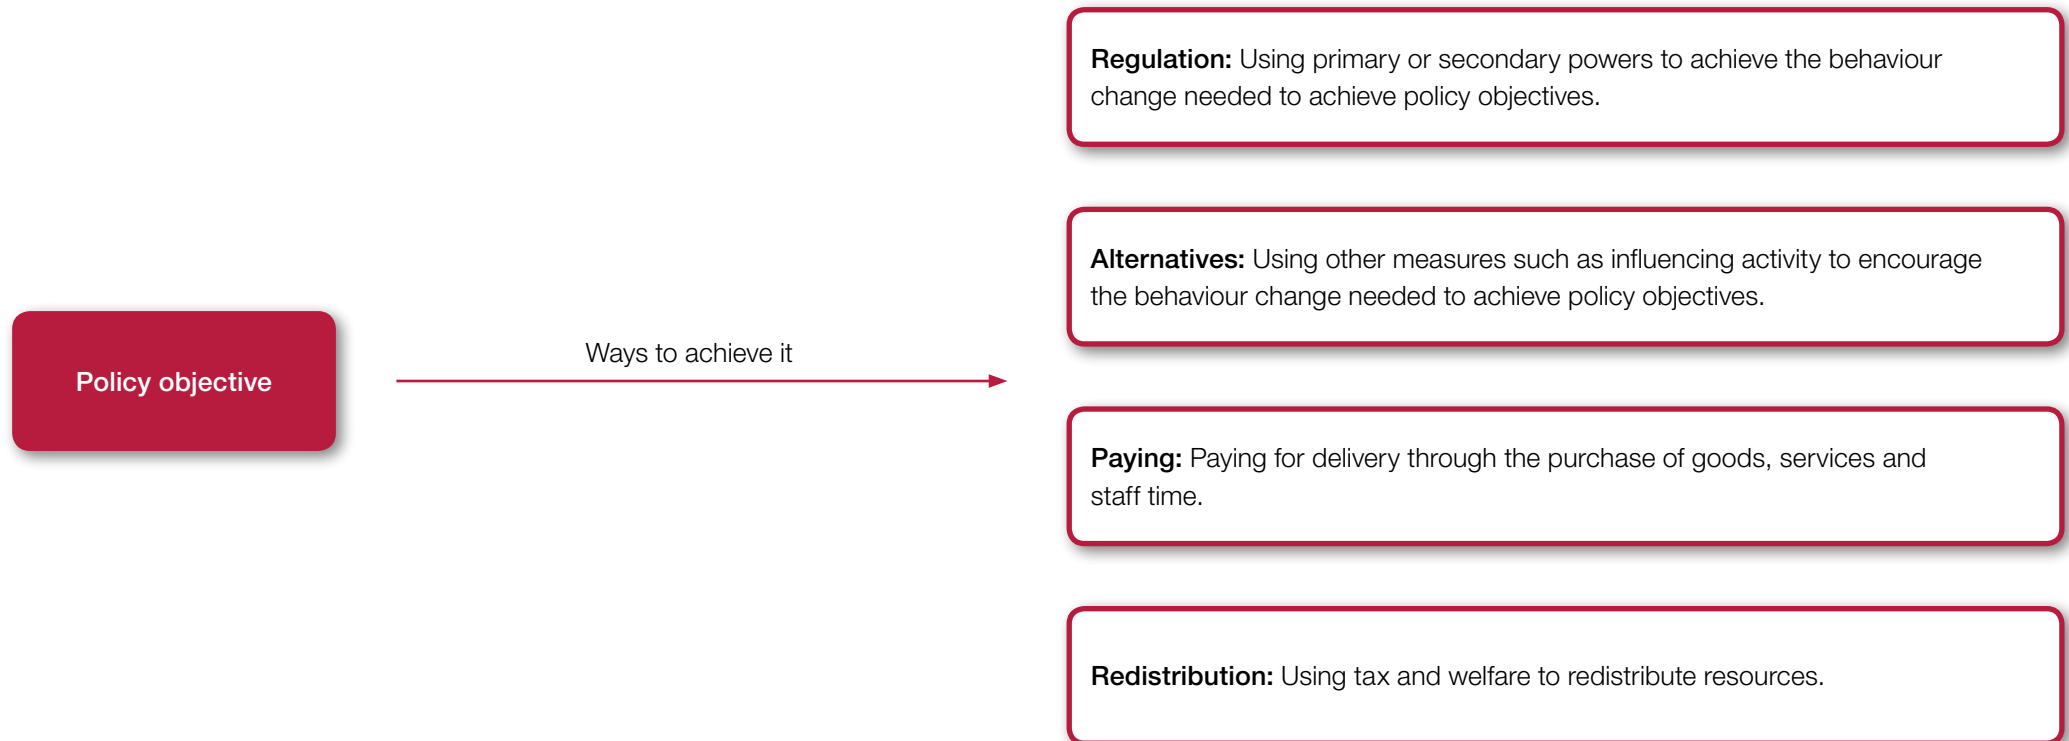 Regulation: Using primary or secondary powers to achieve the behaviour
change needed to achieve policy objectives.
Alternatives: Using other measures such as influencing activity to encourage
the behaviour change needed to achieve policy objectives.
Policy objective
Ways to achieve it
Paying: Paying for delivery through the purchase of goods, services and
staff time.
Redistribution: Using tax and welfare to redistribute resources.